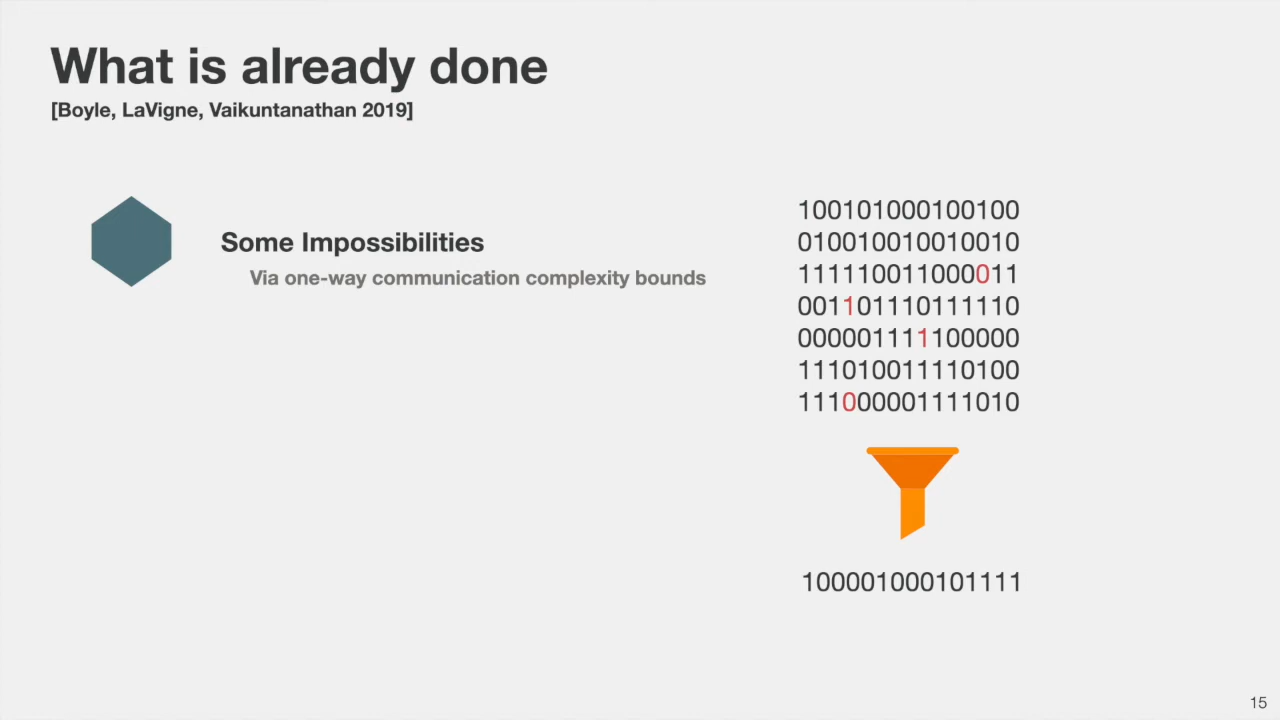 What is already done
[Boyle, LaVigne, Vaikuntanathan 2019]
Some Impossibilities
Via one-way communication complexity bounds
100101000100100
010010010010010
111110011000011
001101110111110
000001111100000
111010011110100
111000001111010
100001000101111
15